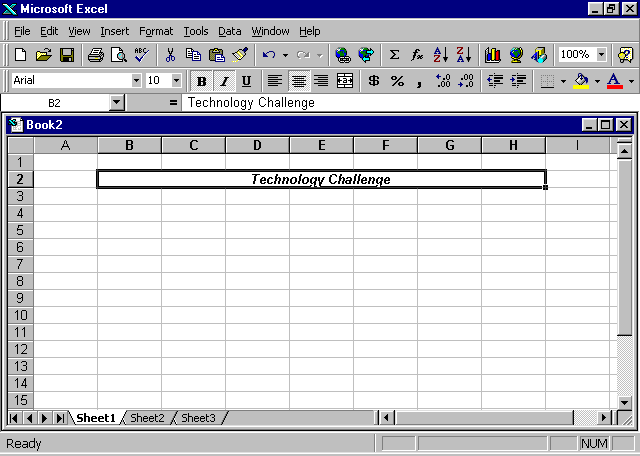 Microsoft Excel
File Edit View Insert Format Tools Data Window Help
Arial 10 B I U $ % , 100%
B2 = Technology Challenge
Book2
A B C D E F G H I
1
2 Technology Challenge
3
4
5
6
7
8
9
10
11
12
13
14
15
Sheet1 Sheet2 Sheet3
Ready NUM